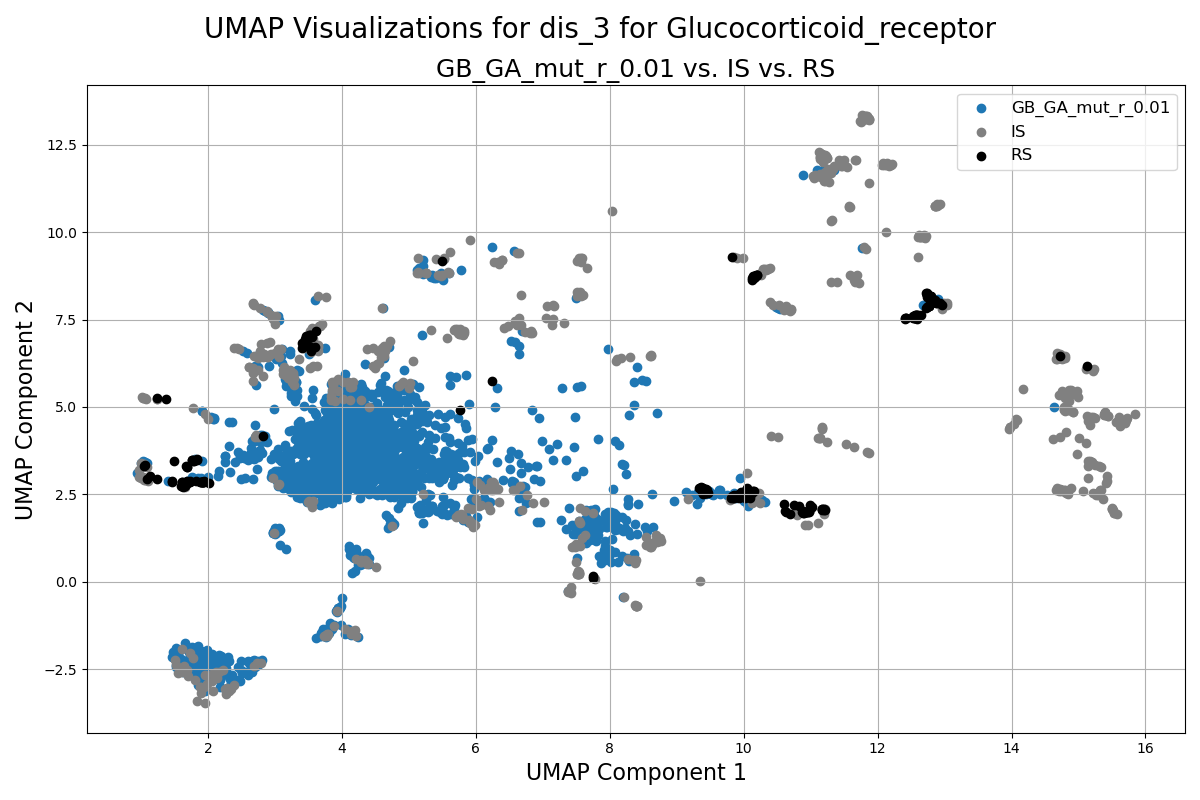 UMAP Visualizations for dis_3 for Glucocorticoid_receptor
GB_GA_mut_r_0.01 vs. IS vs. RS
GB_GA_mut_r_0.01
IS
RS
12.5
10.0
7.5
5.0
2.5
0.0
−2.5
UMAP Component 2
2 4 6 8 10 12 14 16
UMAP Component 1